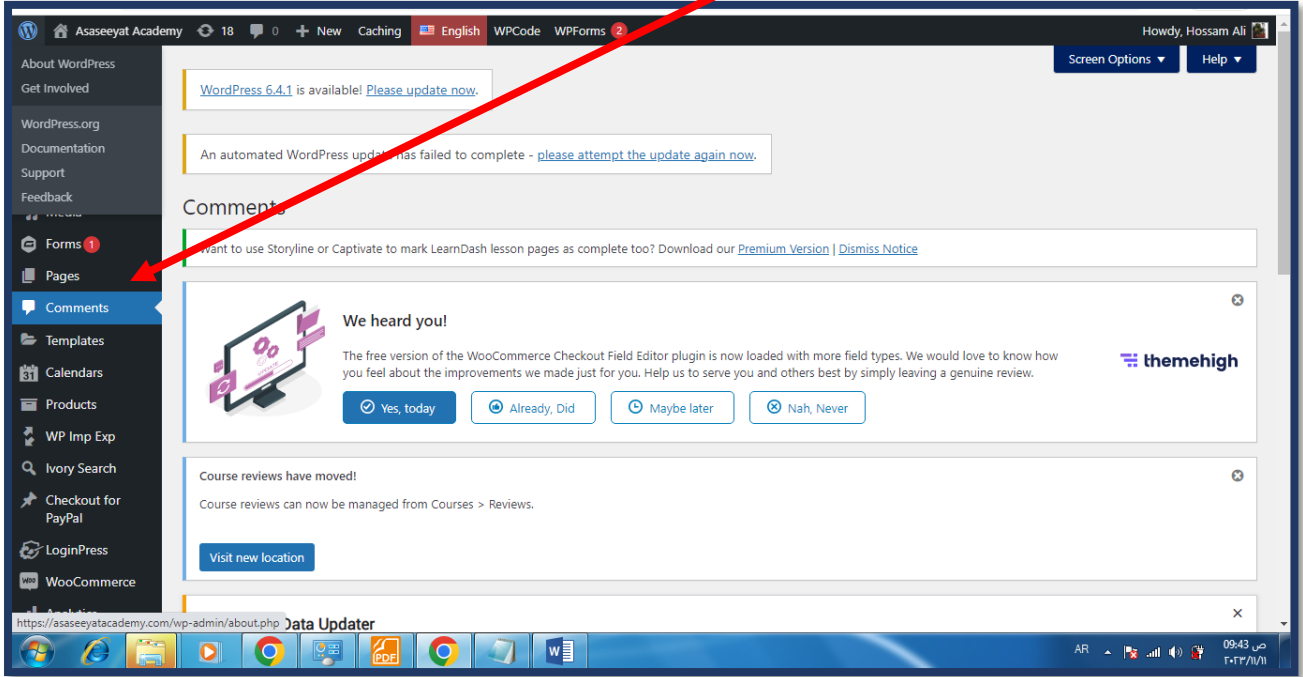 Asaseeyat Academy 18 0 New Caching English WPCode WPForms 2 Howdy, Hossam Ali
About WordPress
Get Involved
WordPress.org
Documentation
Support
Feedback
Media
Forms 1
Pages
Comments
Templates
31 Calendars
Products
WP Imp Exp
Ivory Search
Checkout for
PayPal
LoginPress
Woo WooCommerce
Analytics
Screen Options ▼ Help ▼
WordPress 6.4.1 is available! Please update now.
An automated WordPress update has failed to complete - please attempt the update again now.
Comments
Want to use Storyline or Captivate to mark LearnDash lesson pages as complete too? Download our Premium Version | Dismiss Notice
We heard you!
The free version of the WooCommerce Checkout Field Editor plugin is now loaded with more field types. We would love to know how
you feel about the improvements we made just for you. Help us to serve you and others best by simply leaving a genuine review.
themehigh
Yes, today Already, Did Maybe later Nah, Never
Course reviews have moved!
Course reviews can now be managed from Courses > Reviews.
Visit new location
Data Updater
https://asaseeyatacademy.com/wp-admin/about.php
PDF W AR 09:43 ص
٢٠٢٣/١١/١١